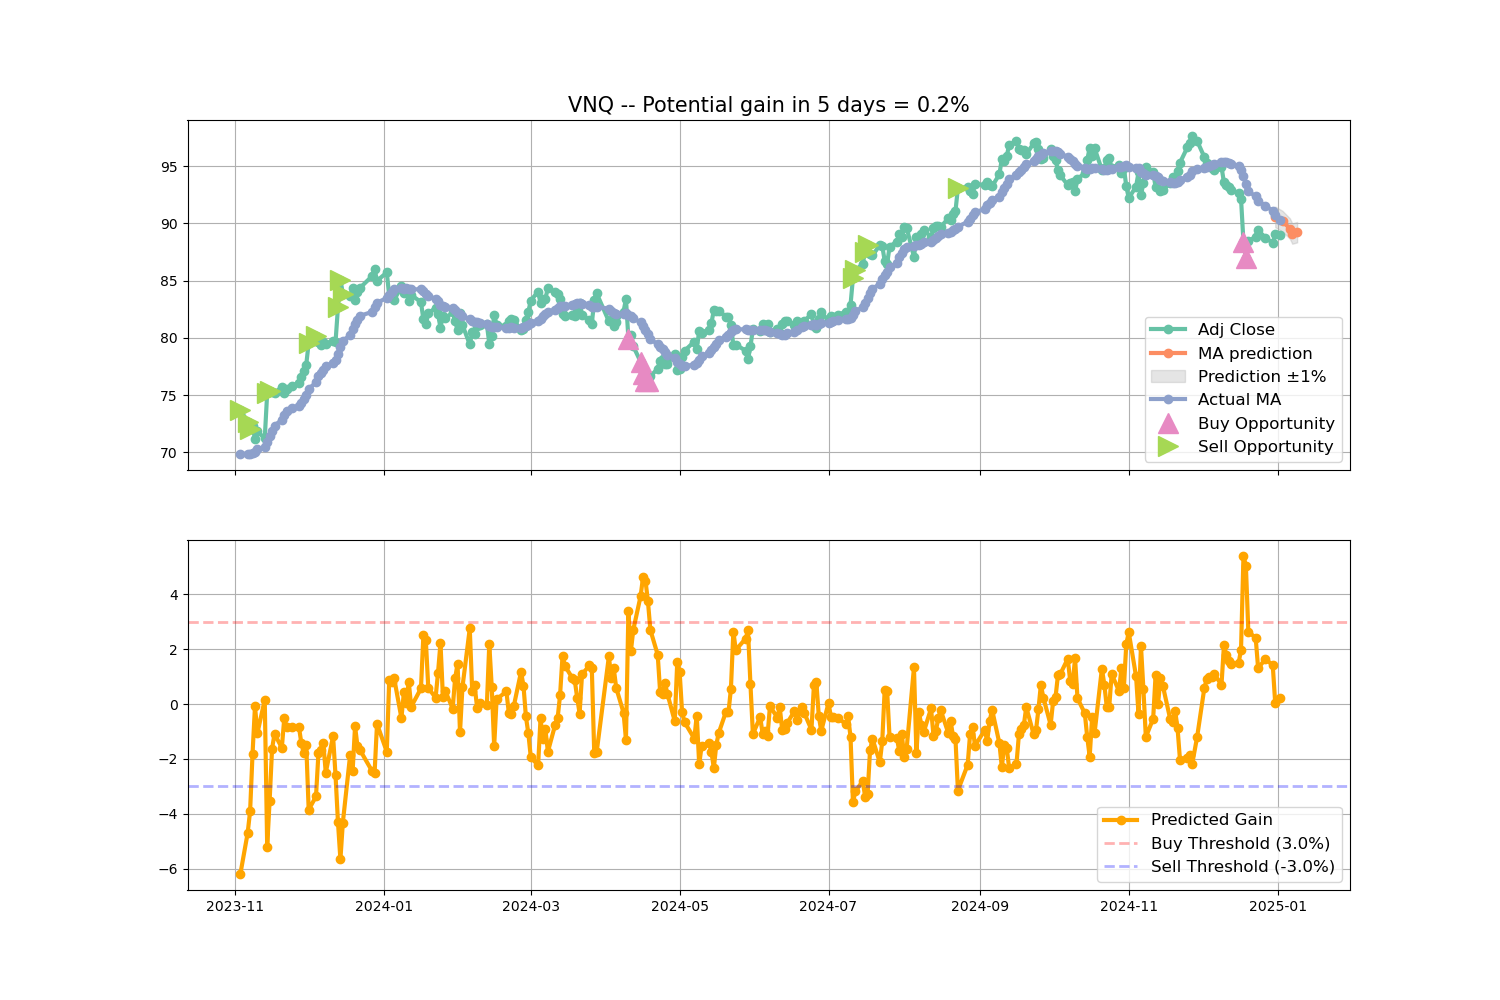 VNQ -- Potential gain in 5 days = 0.2%
95
90
85
80
75
70
Adj Close
MA prediction
Prediction ±1%
Actual MA
Buy Opportunity
Sell Opportunity
4
2
0
−2
−4
−6
Predicted Gain
Buy Threshold (3.0%)
Sell Threshold (-3.0%)
2023-11 2024-01 2024-03 2024-05 2024-07 2024-09 2024-11 2025-01